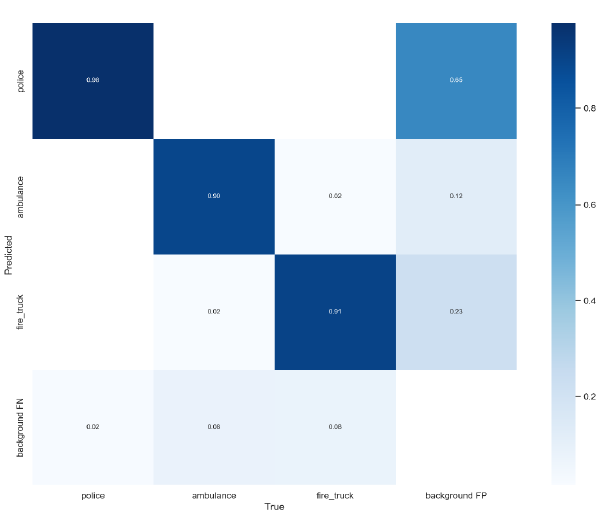 police
0.98
0.65
0.8
ambulance
0.90
0.02
0.12
0.6
Predicted
fire_truck
0.02
0.91
0.23
0.4
background FN
0.02
0.08
0.08
0.2
police
ambulance
fire_truck
background FP
True